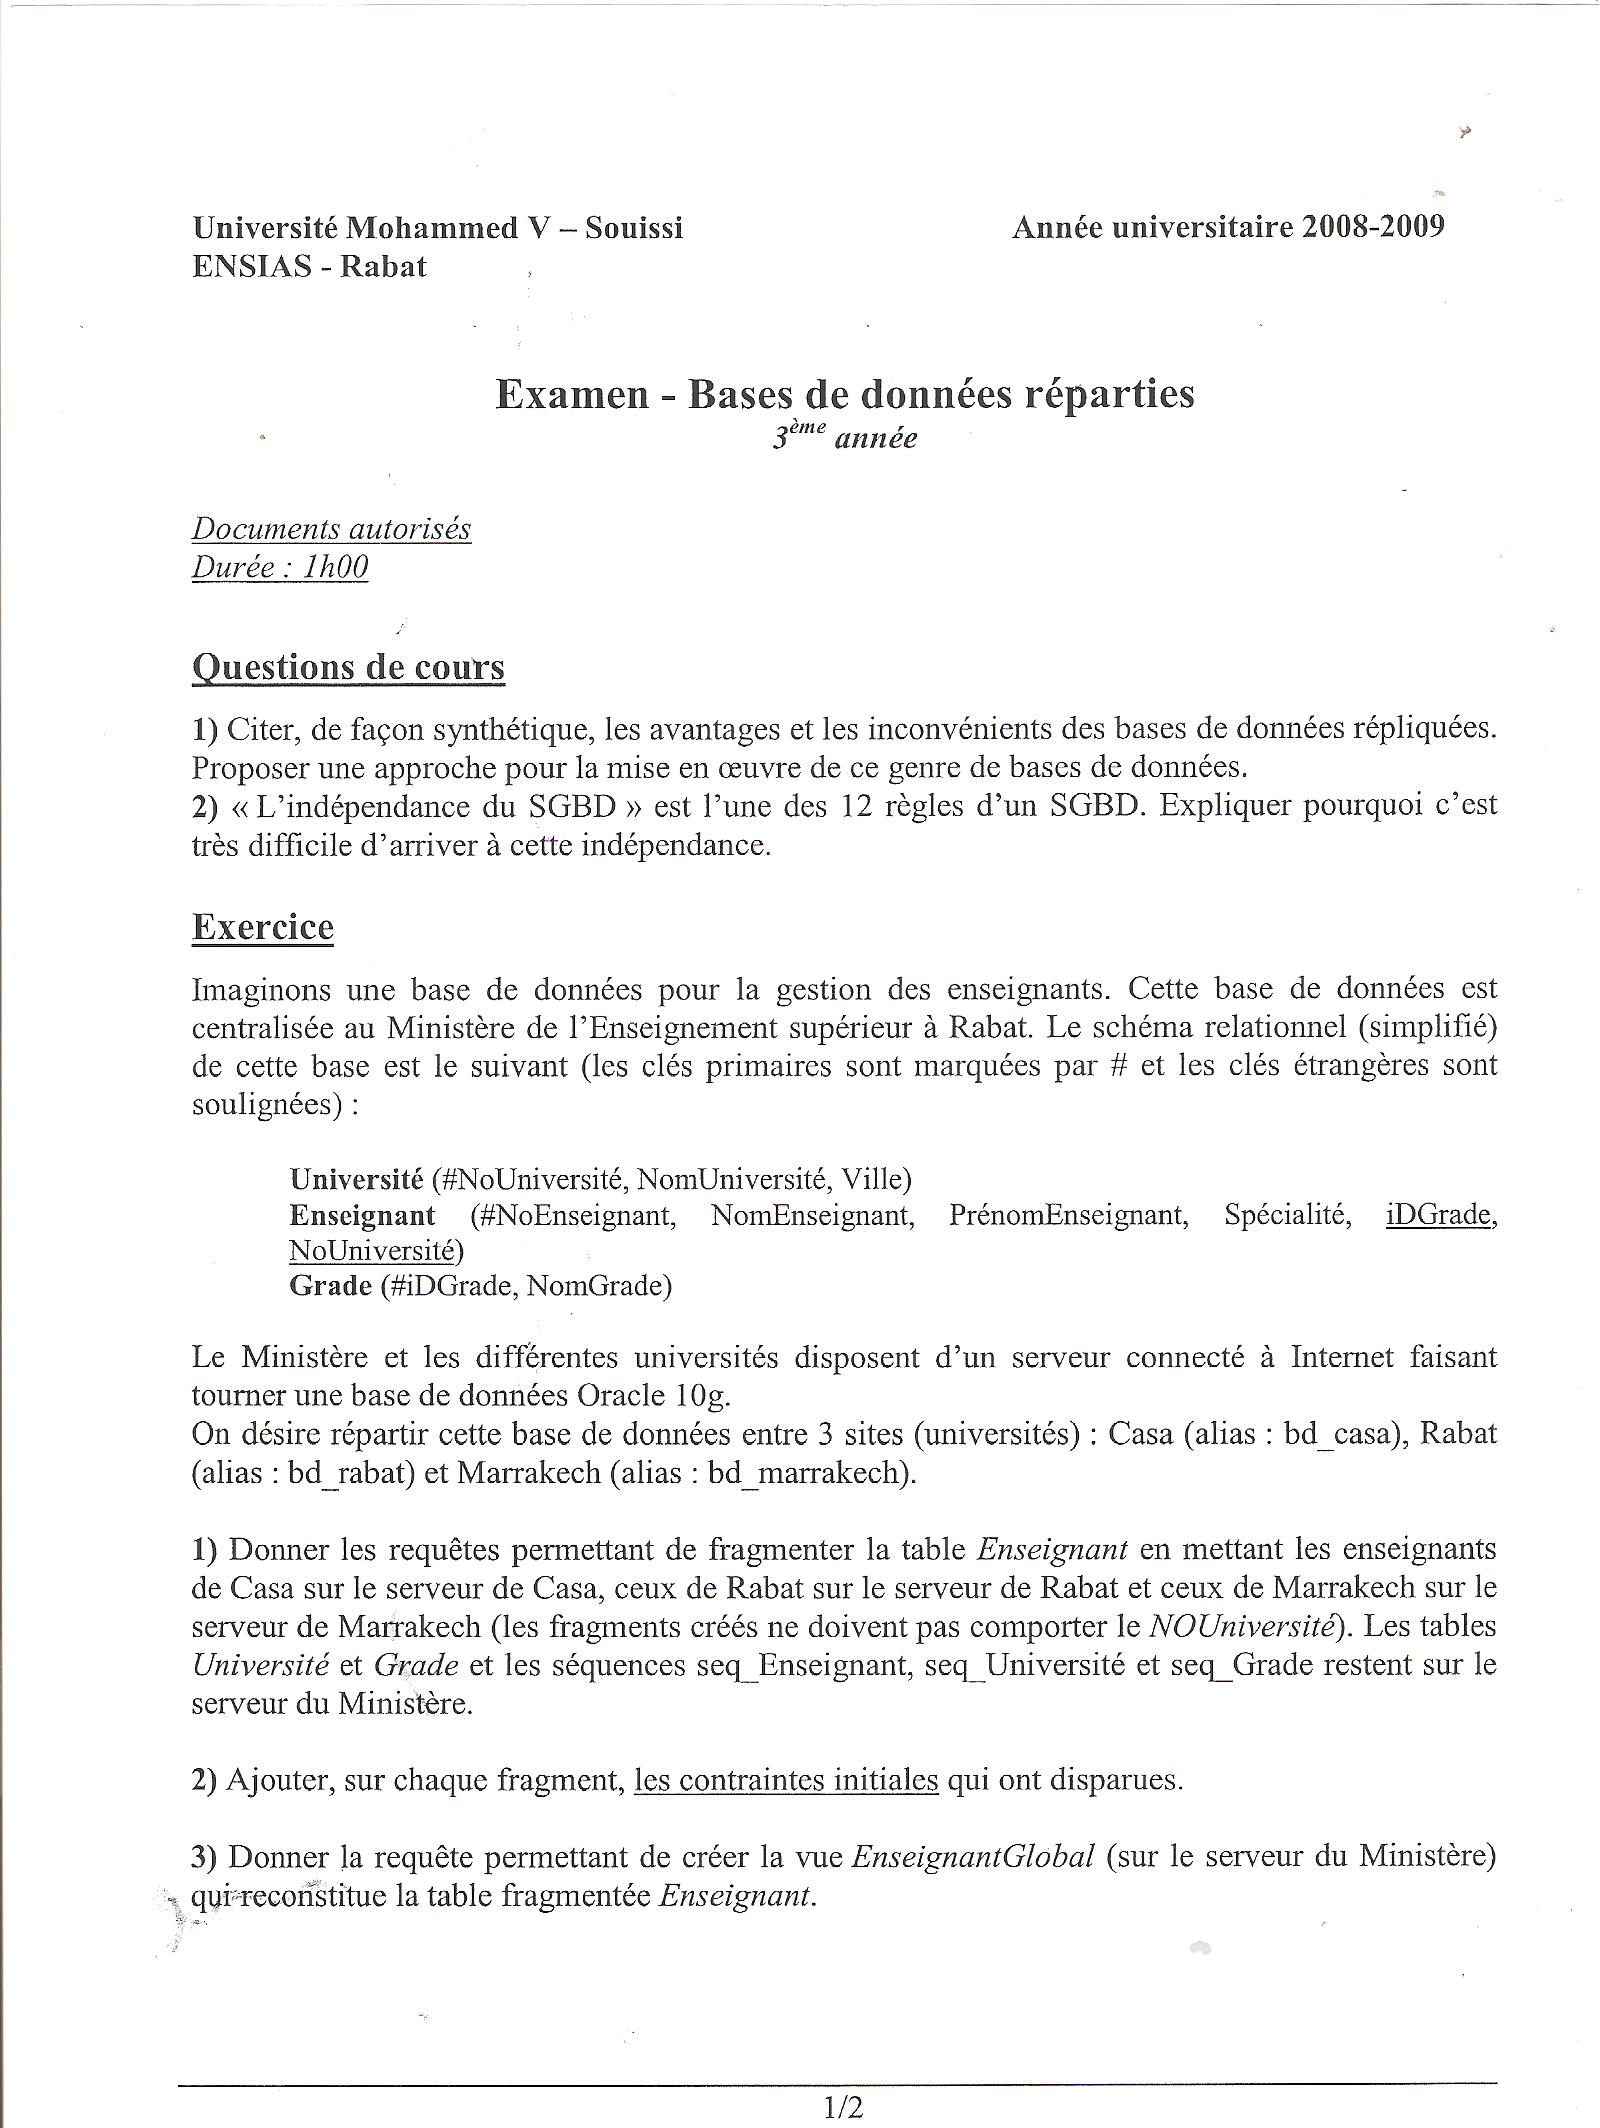 Université Mohammed V – Souissi Année universitaire 2008-2009
ENSIAS - Rabat
Examen - Bases de données réparties
3ème année
Documents autorisés
Durée : 1h00
Questions de cours
1) Citer, de façon synthétique, les avantages et les inconvénients des bases de données répliquées.
Proposer une approche pour la mise en œuvre de ce genre de bases de données.
2) « L'indépendance du SGBD » est l'une des 12 règles d'un SGBD. Expliquer pourquoi c'est
très difficile d'arriver à cette indépendance.
Exercice
Imaginons une base de données pour la gestion des enseignants. Cette base de données est
centralisée au Ministère de l'Enseignement supérieur à Rabat. Le schéma relationnel (simplifié)
de cette base est le suivant (les clés primaires sont marquées par # et les clés étrangères sont
soulignées) :
Université (#NoUniversité, NomUniversité, Ville)
Enseignant (#NoEnseignant, NomEnseignant, PrénomEnseignant, Spécialité, iDGrade,
NoUniversité)
Grade (#iDGrade, NomGrade)
Le Ministère et les différentes universités disposent d'un serveur connecté à Internet faisant
tourner une base de données Oracle 10g.
On désire répartir cette base de données entre 3 sites (universités) : Casa (alias : bd_casa), Rabat
(alias : bd_rabat) et Marrakech (alias : bd_marrakech).
1) Donner les requêtes permettant de fragmenter la table Enseignant en mettant les enseignants
de Casa sur le serveur de Casa, ceux de Rabat sur le serveur de Rabat et ceux de Marrakech sur le
serveur de Marrakech (les fragments créés ne doivent pas comporter le NOUniversité). Les tables
Université et Grade et les séquences seq_Enseignant, seq_Université et seq_Grade restent sur le
serveur du Ministère.
2) Ajouter, sur chaque fragment, les contraintes initiales qui ont disparues.
3) Donner la requête permettant de créer la vue EnseignantGlobal (sur le serveur du Ministère)
qui reconstitue la table fragmentée Enseignant.
1/2